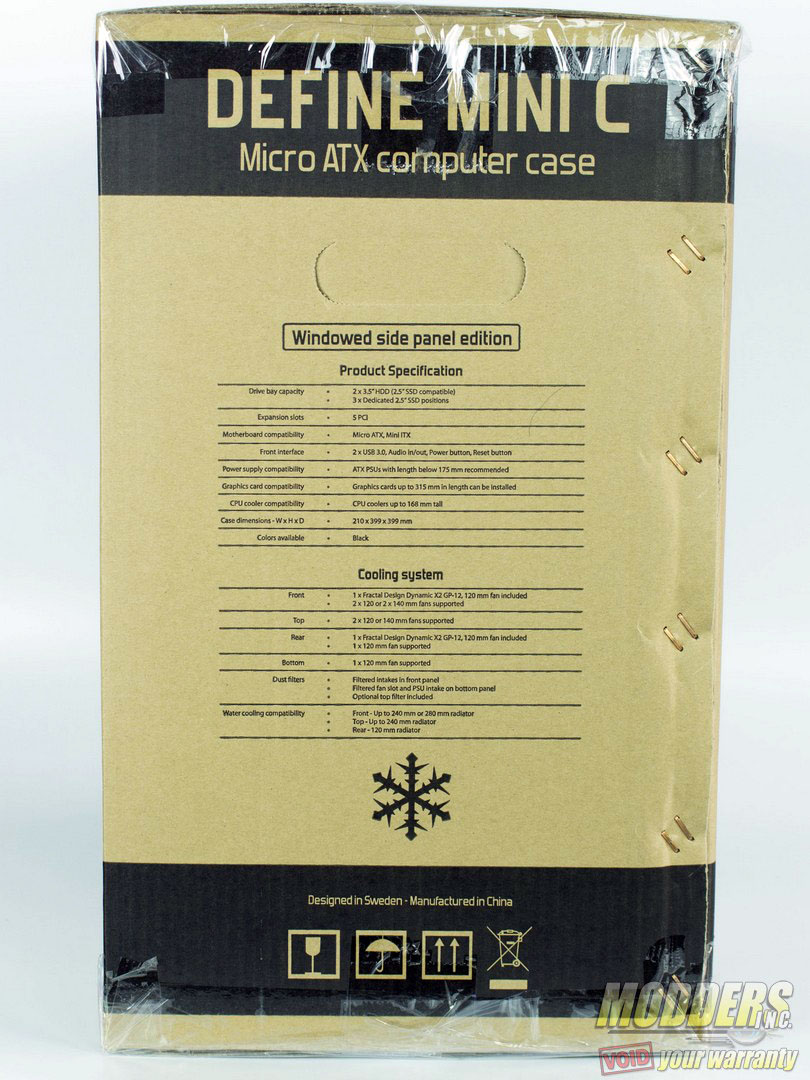 DEFINE MINI C
Micro ATX computer case
Windowed side panel edition
Product Specification
Drive bay capacity • 2 x 3.5" HDD (2.5" SSD compatible)
• 3 x Dedicated 2.5" SSD positions
Expansion slots • 5 PCI
Motherboard compatibility • Micro ATX, Mini ITX
Front interface • 2 x USB 3.0, Audio in/out, Power button, Reset button
Power supply compatibility • ATX PSUs with length below 175 mm recommended
Graphics card compatibility • Graphics cards up to 315 mm in length can be installed
CPU cooler compatibility • CPU coolers up to 168 mm tall
Case dimensions - W x H x D • 210 x 399 x 399 mm
Colors available • Black
Cooling system
Front • 1 x Fractal Design Dynamic X2 GP-12, 120 mm fan included
• 2 x 120 or 2 x 140 mm fans supported
Top • 2 x 120 or 140 mm fans supported
Rear • 1 x Fractal Design Dynamic X2 GP-12, 120 mm fan included
• 1 x 120 mm fan supported
Bottom • 1 x 120 mm fan supported
Dust filters • Filtered intakes in front panel
• Filtered fan slot and PSU intake on bottom panel
• Optional top filter included
Water cooling compatibility • Front - Up to 240 mm or 280 mm radiator
• Top - Up to 240 mm radiator
• Rear - 120 mm radiator
Designed in Sweden - Manufactured in China
MODDERS INC.
VOID your warranty